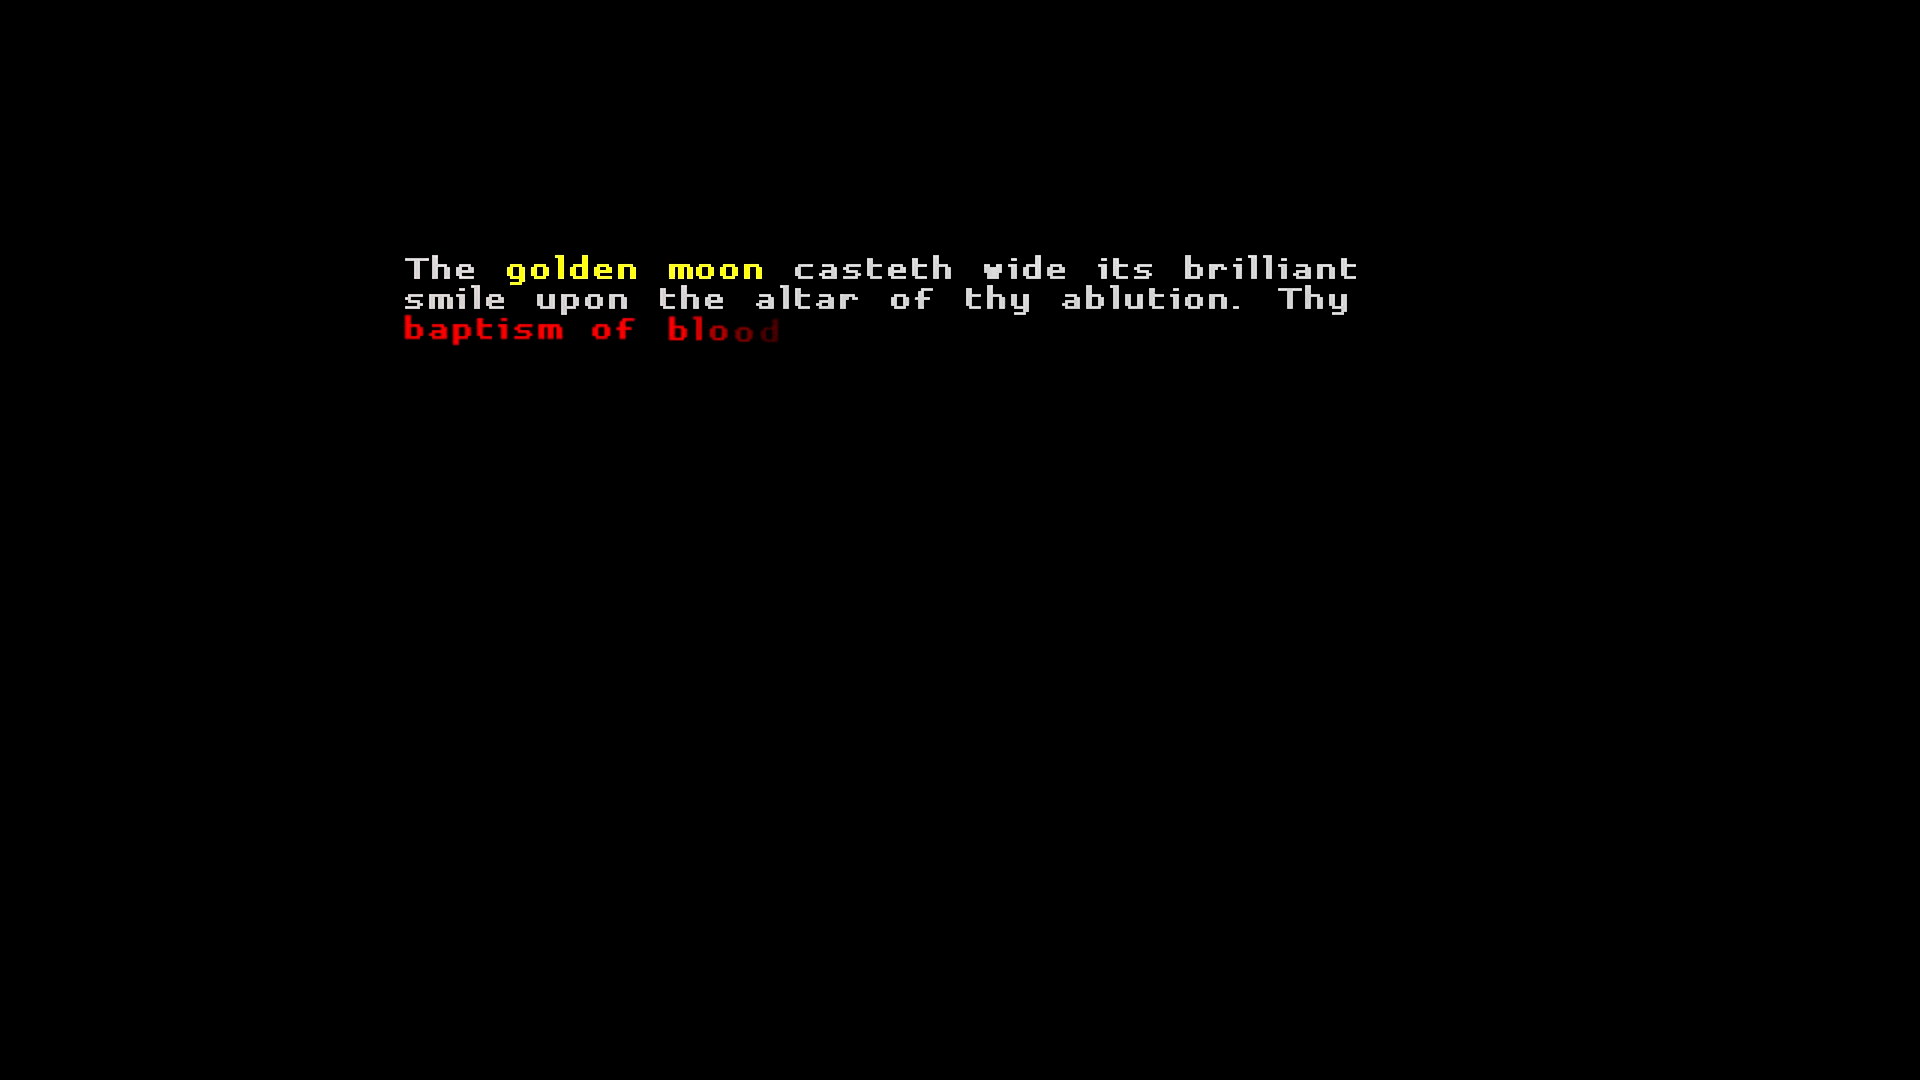 The golden moon casteth wide its brilliant
smile upon the altar of thy ablution. Thy
baptism of blood